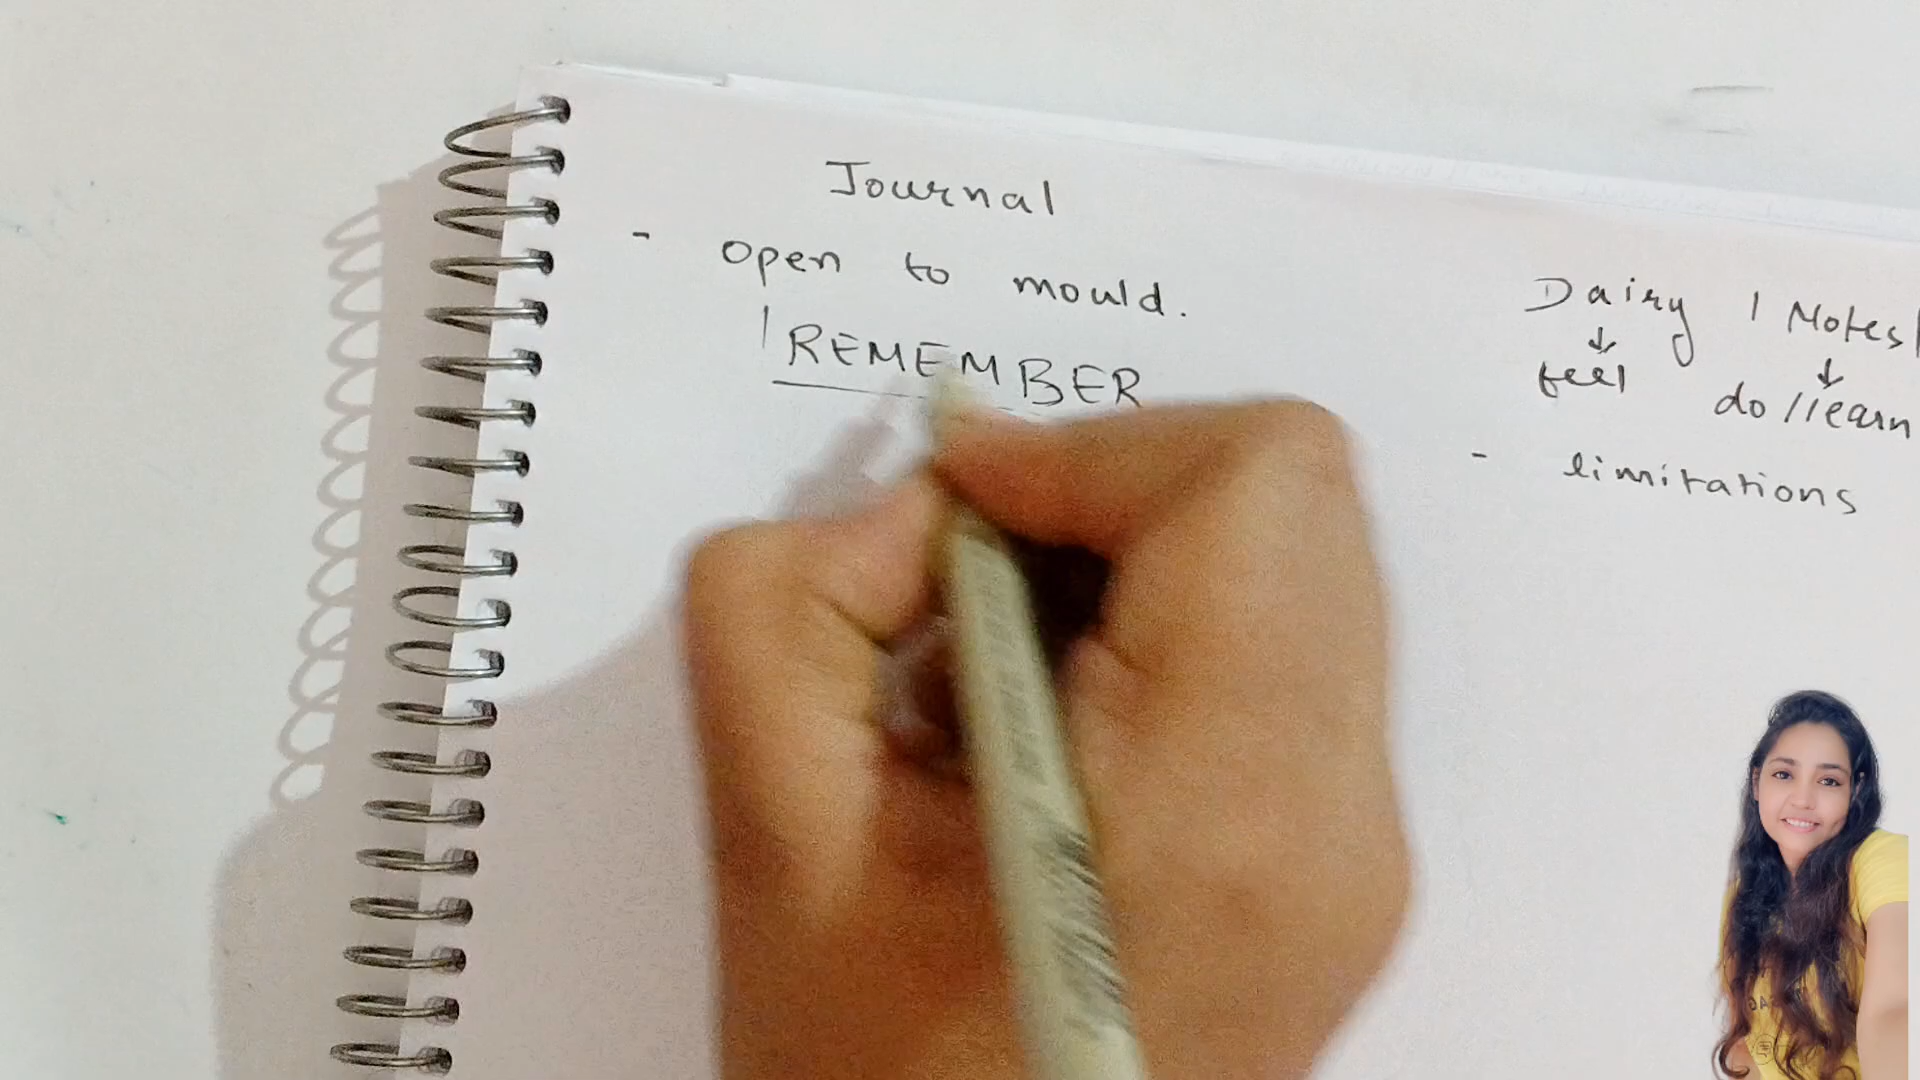 Journal
- open to mould.
REMEMBER
Dairy / Notes/
↓ ↓
feel do / learn
- limitations